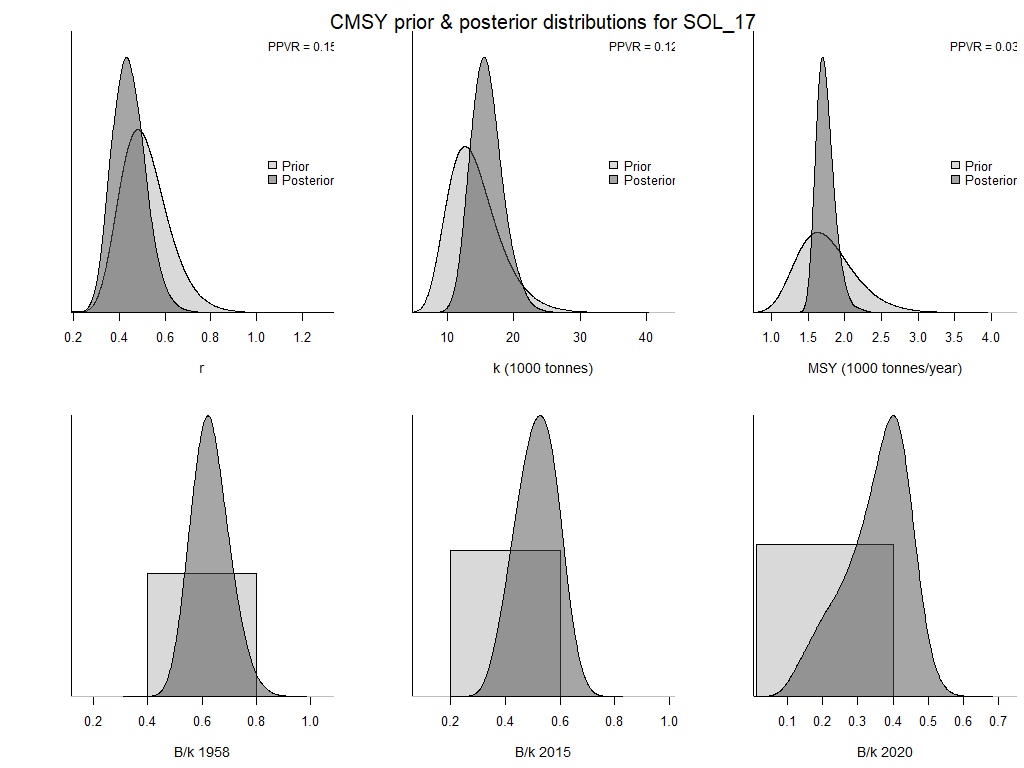 CMSY prior & posterior distributions for SOL_17
PPVR = 0.15
Prior
Posterior
0.2 0.4 0.6 0.8 1.0 1.2
r
PPVR = 0.12
Prior
Posterior
10 20 30 40
k (1000 tonnes)
PPVR = 0.03
Prior
Posterior
1.0 1.5 2.0 2.5 3.0 3.5 4.0
MSY (1000 tonnes/year)
0.2 0.4 0.6 0.8 1.0
B/k 1958
0.2 0.4 0.6 0.8 1.0
B/k 2015
0.1 0.2 0.3 0.4 0.5 0.6 0.7
B/k 2020